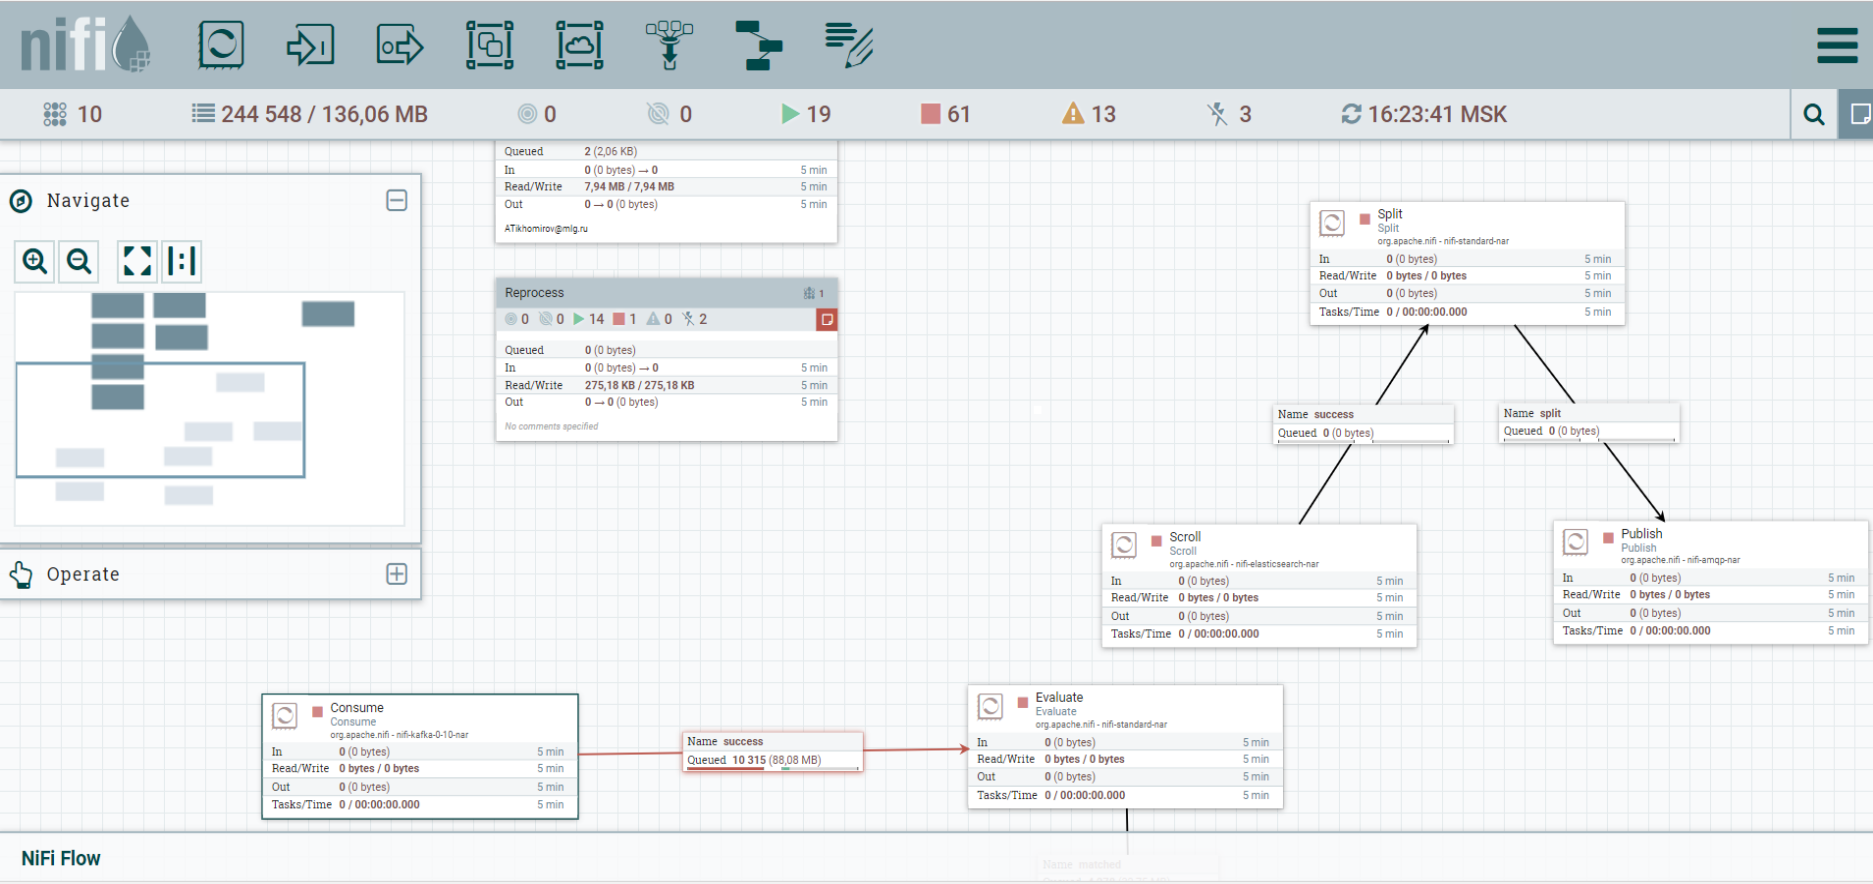 nifi
10 244 548 / 136,06 MB 0 0 19 61 13 3 16:23:41 MSK
Queued 2 (2,06 KB)
In 0 (0 bytes) → 0 5 min
Read/Write 7,94 MB / 7,94 MB 5 min
Out 0 → 0 (0 bytes) 5 min
ATikhomirov@mlg.ru
Navigate
Operate
Reprocess 1
0 0 14 1 0 2
Queued 0 (0 bytes)
In 0 (0 bytes) → 0 5 min
Read/Write 275,18 KB / 275,18 KB 5 min
Out 0 → 0 (0 bytes) 5 min
No comments specified
Split
Split
org.apache.nifi - nifi-standard-nar
In 0 (0 bytes) 5 min
Read/Write 0 bytes / 0 bytes 5 min
Out 0 (0 bytes) 5 min
Tasks/Time 0 / 00:00:00.000 5 min
Name success
Queued 0 (0 bytes)
Name split
Queued 0 (0 bytes)
Scroll
Scroll
org.apache.nifi - nifi-elasticsearch-nar
In 0 (0 bytes) 5 min
Read/Write 0 bytes / 0 bytes 5 min
Out 0 (0 bytes) 5 min
Tasks/Time 0 / 00:00:00.000 5 min
Publish
Publish
org.apache.nifi - nifi-amqp-nar
In 0 (0 bytes) 5 min
Read/Write 0 bytes / 0 bytes 5 min
Out 0 (0 bytes) 5 min
Tasks/Time 0 / 00:00:00.000 5 min
Consume
Consume
org.apache.nifi - nifi-kafka-0-10-nar
In 0 (0 bytes) 5 min
Read/Write 0 bytes / 0 bytes 5 min
Out 0 (0 bytes) 5 min
Tasks/Time 0 / 00:00:00.000 5 min
Name success
Queued 10 315 (88,08 MB)
Evaluate
Evaluate
org.apache.nifi - nifi-standard-nar
In 0 (0 bytes) 5 min
Read/Write 0 bytes / 0 bytes 5 min
Out 0 (0 bytes) 5 min
Tasks/Time 0 / 00:00:00.000 5 min
Name matched
NiFi Flow